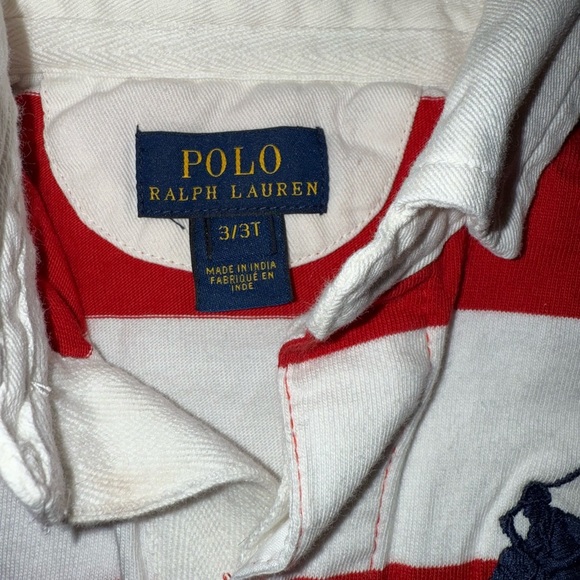 POLO
RALPH LAUREN
3/3T
MADE IN INDIA
FABRIQUÉ EN
INDE